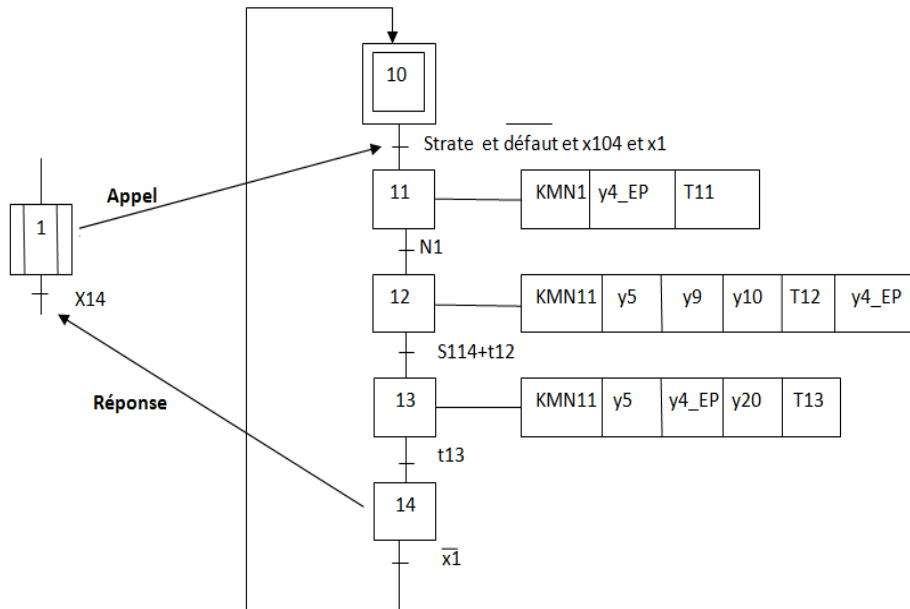 10
Strate et défaut et x104 et x1
Appel
11
KMN1 y4_EP T11
1
N1
X14
12
KMN11 y5 y9 y10 T12 y4_EP
S114+t12
Réponse
13
KMN11 y5 y4_EP y20 T13
t13
14
x̅1̅